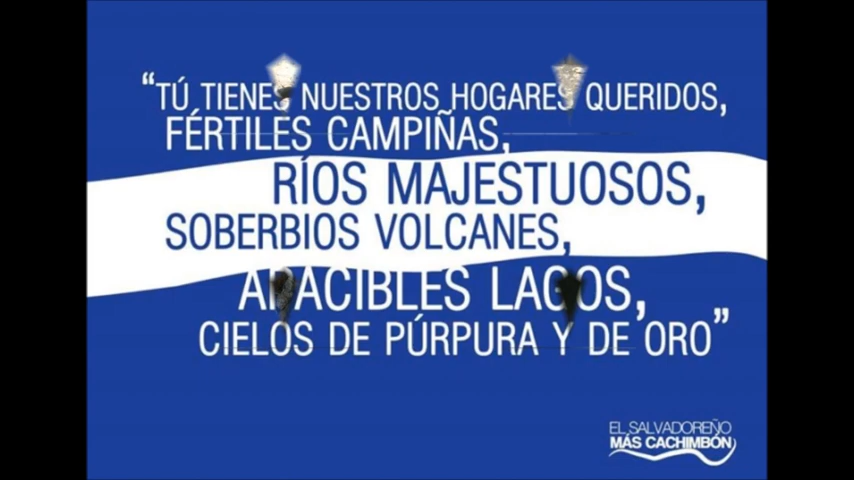 “TÚ TIENES NUESTROS HOGARES QUERIDOS,
FÉRTILES CAMPIÑAS,
RÍOS MAJESTUOSOS,
SOBERBIOS VOLCANES,
APACIBLES LAGOS,
CIELOS DE PÚRPURA Y DE ORO”
EL SALVADOREÑO
MÁS CACHIMBÓN